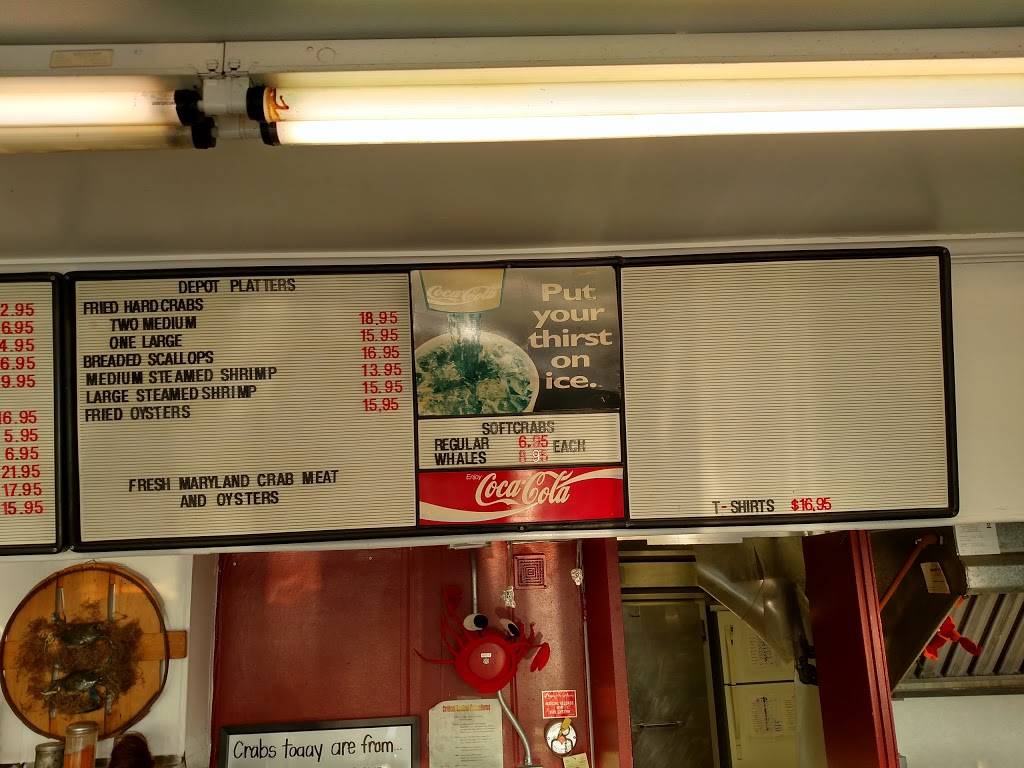 2.95
6.95
4.95
6.95
9.95
16.95
5.95
6.95
21.95
17.95
15.95
DEPOT PLATTERS
FRIED HARD CRABS
TWO MEDIUM 18.95
ONE LARGE 15.95
BREADED SCALLOPS 16.95
MEDIUM STEAMED SHRIMP 13.95
LARGE STEAMED SHRIMP 15.95
FRIED OYSTERS 15,95
FRESH MARYLAND CRAB MEAT
AND OYSTERS
Coca-Cola
Put
your
thirst
on
ice.
SOFTCRABS
REGULAR 6.95 EACH
WHALES 8.95
Enjoy
Coca-Cola
T-SHIRTS $16,95
Crabs today are from...